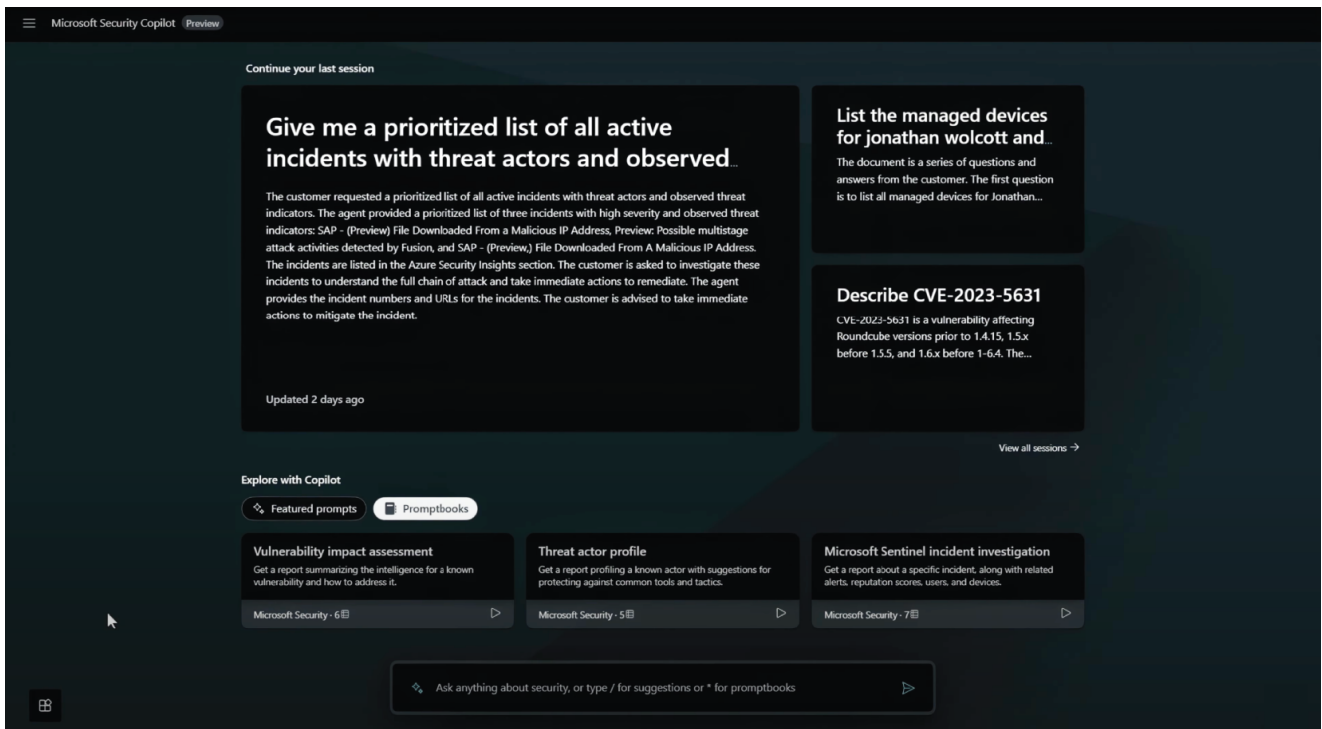 Microsoft Security Copilot Preview
Continue your last session
Give me a prioritized list of all active
incidents with threat actors and observed...
The customer requested a prioritized list of all active incidents with threat actors and observed threat
indicators. The agent provided a prioritized list of three incidents with high severity and observed threat
indicators: SAP - (Preview) File Downloaded From a Malicious IP Address, Preview: Possible multistage
attack activities detected by Fusion, and SAP - (Preview,) File Downloaded From A Malicious IP Address.
The incidents are listed in the Azure Security Insights section. The customer is asked to investigate these
incidents to understand the full chain of attack and take immediate actions to remediate. The agent
provides the incident numbers and URLs for the incidents. The customer is advised to take immediate
actions to mitigate the incident.
Updated 2 days ago
List the managed devices
for jonathan wolcott and...
The document is a series of questions and
answers from the customer. The first question
is to list all managed devices for Jonathan...
Describe CVE-2023-5631
CVE-2023-5631 is a vulnerability affecting
Roundcube versions prior to 1.4.15, 1.5.x
before 1.5.5, and 1.6.x before 1-6.4. The...
View all sessions →
Explore with Copilot
Featured prompts
Promptbooks
Vulnerability impact assessment
Get a report summarizing the intelligence for a known
vulnerability and how to address it.
Microsoft Security · 6
Threat actor profile
Get a report profiling a known actor with suggestions for
protecting against common tools and tactics.
Microsoft Security · 5
Microsoft Sentinel incident investigation
Get a report about a specific incident, along with related
alerts, reputation scores, users, and devices.
Microsoft Security · 7
Ask anything about security, or type / for suggestions or * for promptbooks